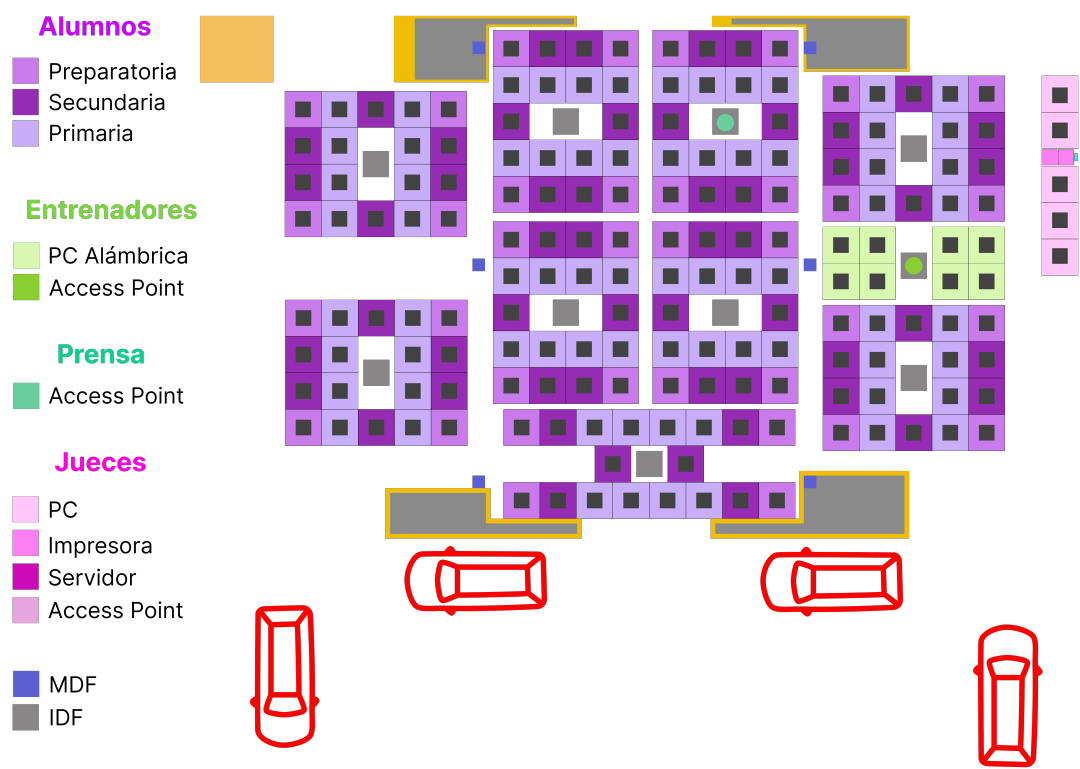 Alumnos
Preparatoria
Secundaria
Primaria
Entrenadores
PC Alámbrica
Access Point
Prensa
Access Point
Jueces
PC
Impresora
Servidor
Access Point
MDF
IDF